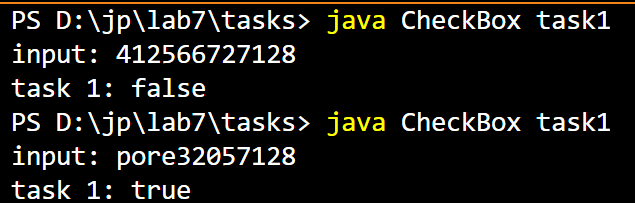 PS D:\jp\lab7\tasks> java CheckBox task1
input: 412566727128
task 1: false
PS D:\jp\lab7\tasks> java CheckBox task1
input: pore32057128
task 1: true